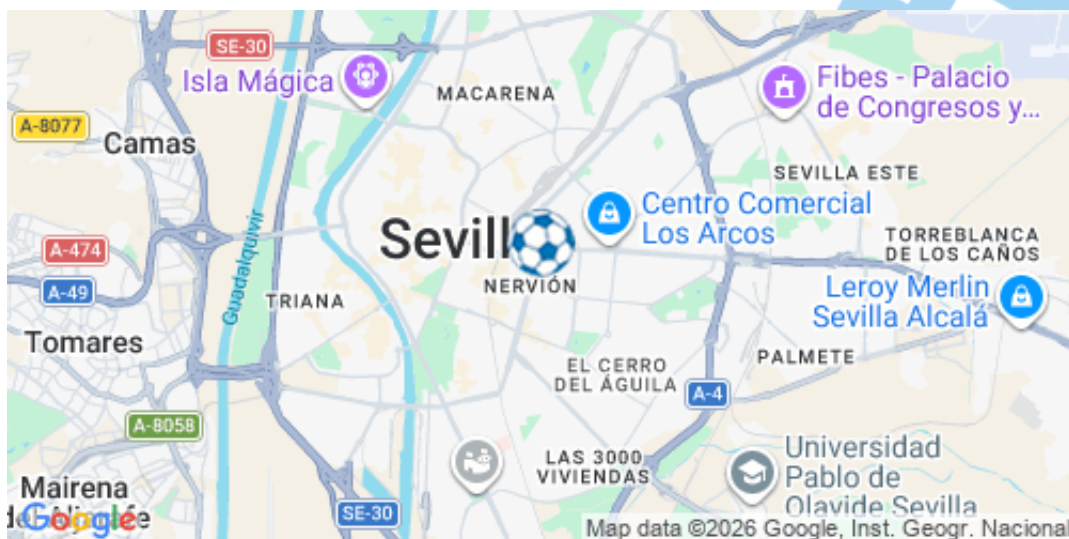 SE-30
Isla Mágica
MACARENA
Fibes - Palacio
de Congresos y...
A-8077
Camas
SEVILLA ESTE
Centro Comercial
Los Arcos
Sevill
Guadalquivir
A-474
TORREBLANCA
DE LOS CAÑOS
A-49
TRIANA
NERVIÓN
Leroy Merlin
Sevilla Alcalá
Tomares
PALMETE
EL CERRO
DEL ÁGUILA
A-4
A-8058
LAS 3000
VIVIENDAS
Universidad
Pablo de
Olavide Sevilla
Mairena
Google
SE-30
Map data ©2026 Google, Inst. Geogr. Nacional